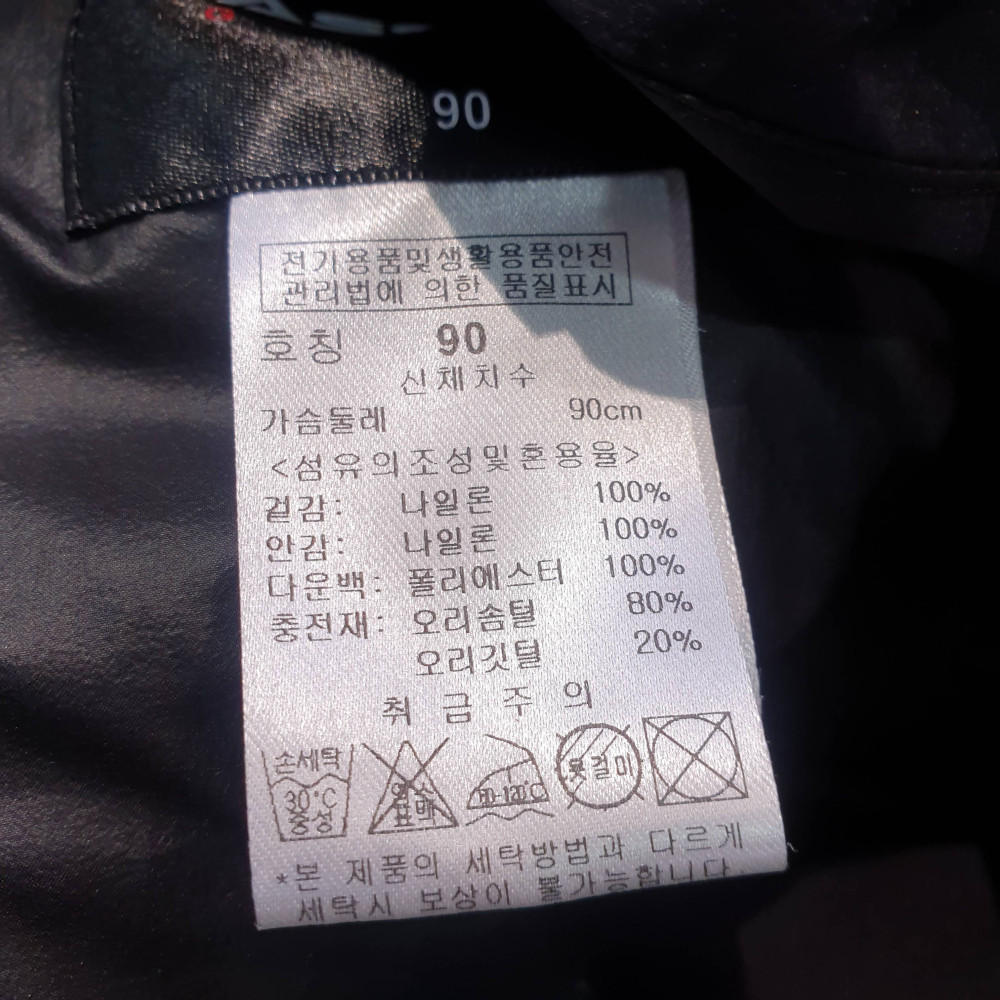 90
전기용품및생활용품안전
관리법에 의한 품질표시
호칭 90
신체치수
가슴둘레 90cm
<섬유의조성및혼용율>
겉감: 나일론 100%
안감: 나일론 100%
다운백: 폴리에스터 100%
충전재: 오리솜털 80%
오리깃털 20%
취급주의
손세탁
30°C
중성
염소
표백
80-120°C
옷걸이
*본 제품의 세탁방법과 다르게
세탁시 보상이 불가능합니다.